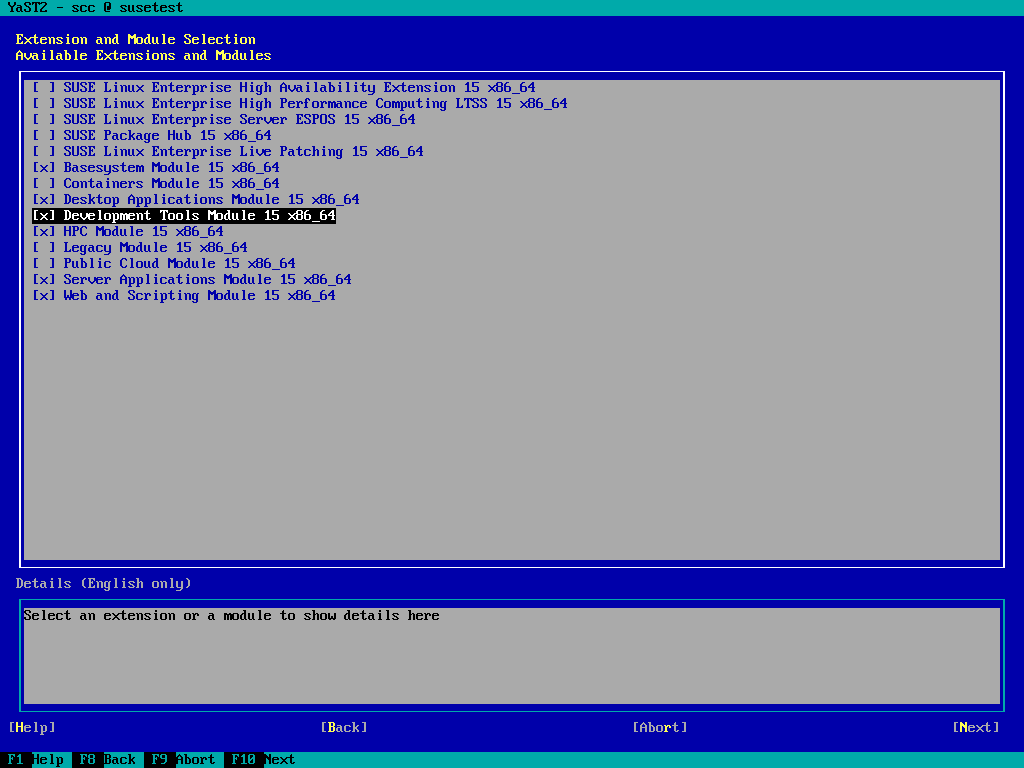 YaST2 - scc @ susetest
Extension and Module Selection
Available Extensions and Modules
[ ] SUSE Linux Enterprise High Availability Extension 15 x86_64
[ ] SUSE Linux Enterprise High Performance Computing LTSS 15 x86_64
[ ] SUSE Linux Enterprise Server ESPOS 15 x86_64
[ ] SUSE Package Hub 15 x86_64
[ ] SUSE Linux Enterprise Live Patching 15 x86_64
[x] Basesystem Module 15 x86_64
[ ] Containers Module 15 x86_64
[x] Desktop Applications Module 15 x86_64
[x] Development Tools Module 15 x86_64
[x] HPC Module 15 x86_64
[ ] Legacy Module 15 x86_64
[ ] Public Cloud Module 15 x86_64
[x] Server Applications Module 15 x86_64
[x] Web and Scripting Module 15 x86_64
Details (English only)
Select an extension or a module to show details here
[Help] [Back] [Abort] [Next]
F1 Help F8 Back F9 Abort F10 Next